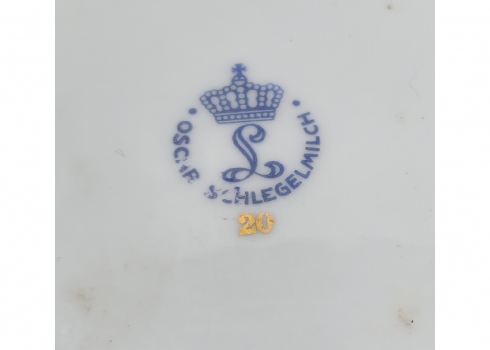 L
• OSCAR SCHLEGELMILCH •
20